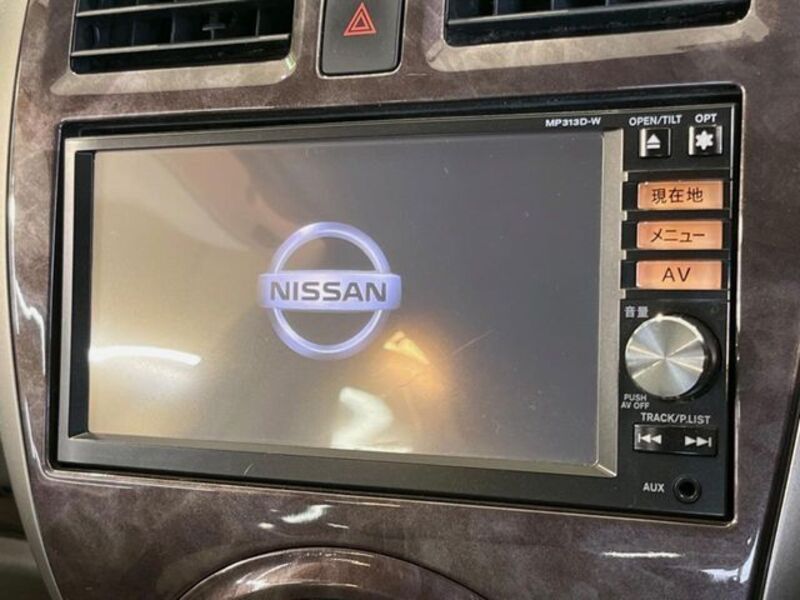 MP313D-W
OPEN/TILT OPT
現在地
メニュー
AV
NISSAN
音量
PUSH
AV OFF
TRACK/P.LIST
AUX